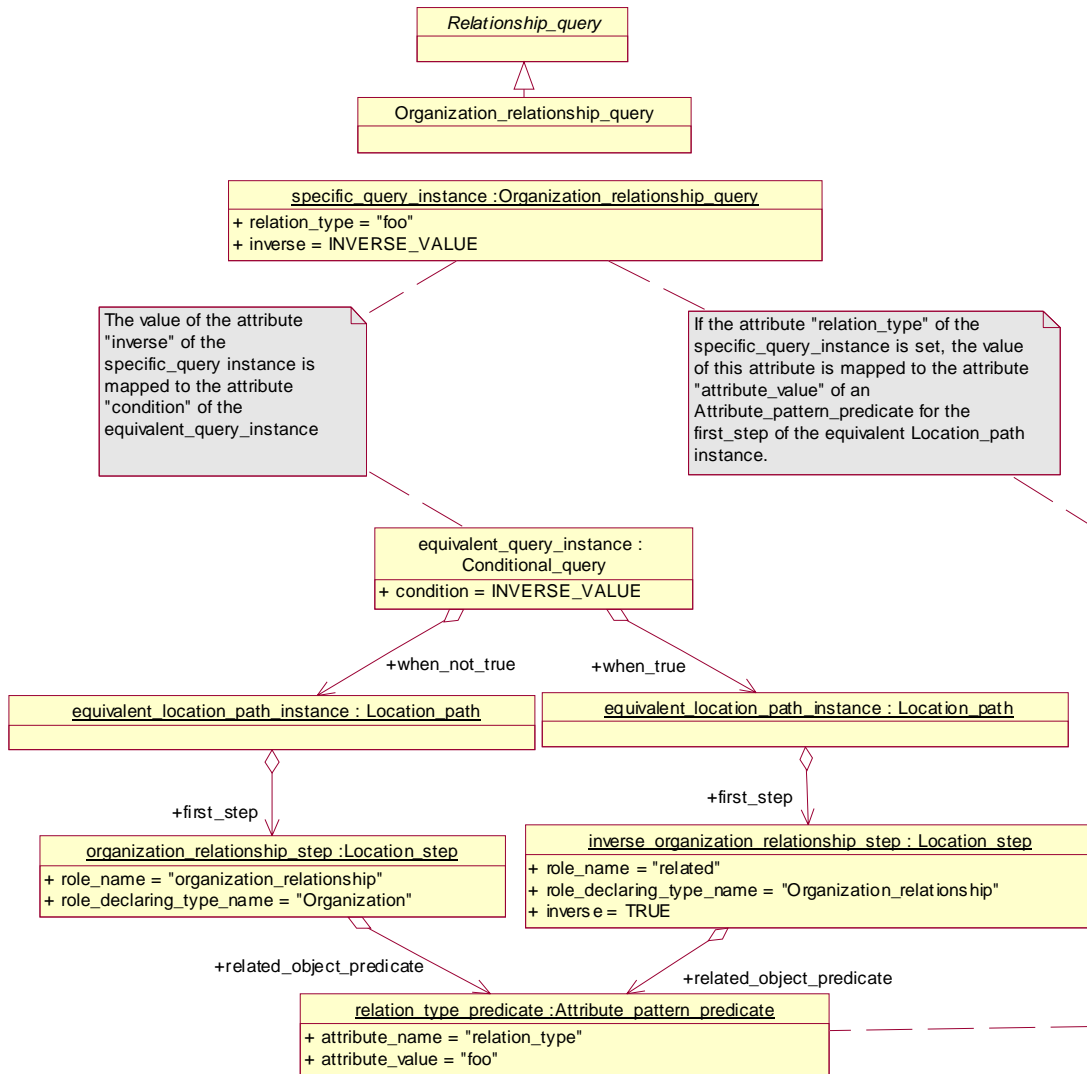 Relationship_query
Organization_relationship_query
specific_query_instance :Organization_relationship_query
+ relation_type = "foo"
+ inverse = INVERSE_VALUE
The value of the attribute
"inverse" of the
specific_query instance is
mapped to the attribute
"condition" of the
equivalent_query_instance
If the attribute "relation_type" of the
specific_query_instance is set, the value
of this attribute is mapped to the attribute
"attribute_value" of an
Attribute_pattern_predicate for the
first_step of the equivalent Location_path
instance.
equivalent_query_instance :
Conditional_query
+ condition = INVERSE_VALUE
+when_not_true
+when_true
equivalent_location_path_instance : Location_path
equivalent_location_path_instance : Location_path
+first_step
+first_step
organization_relationship_step :Location_step
+ role_name = "organization_relationship"
+ role_declaring_type_name = "Organization"
inverse_organization_relationship_step : Location_step
+ role_name = "related"
+ role_declaring_type_name = "Organization_relationship"
+ inverse = TRUE
+related_object_predicate
+related_object_predicate
relation_type_predicate :Attribute_pattern_predicate
+ attribute_name = "relation_type"
+ attribute_value = "foo"